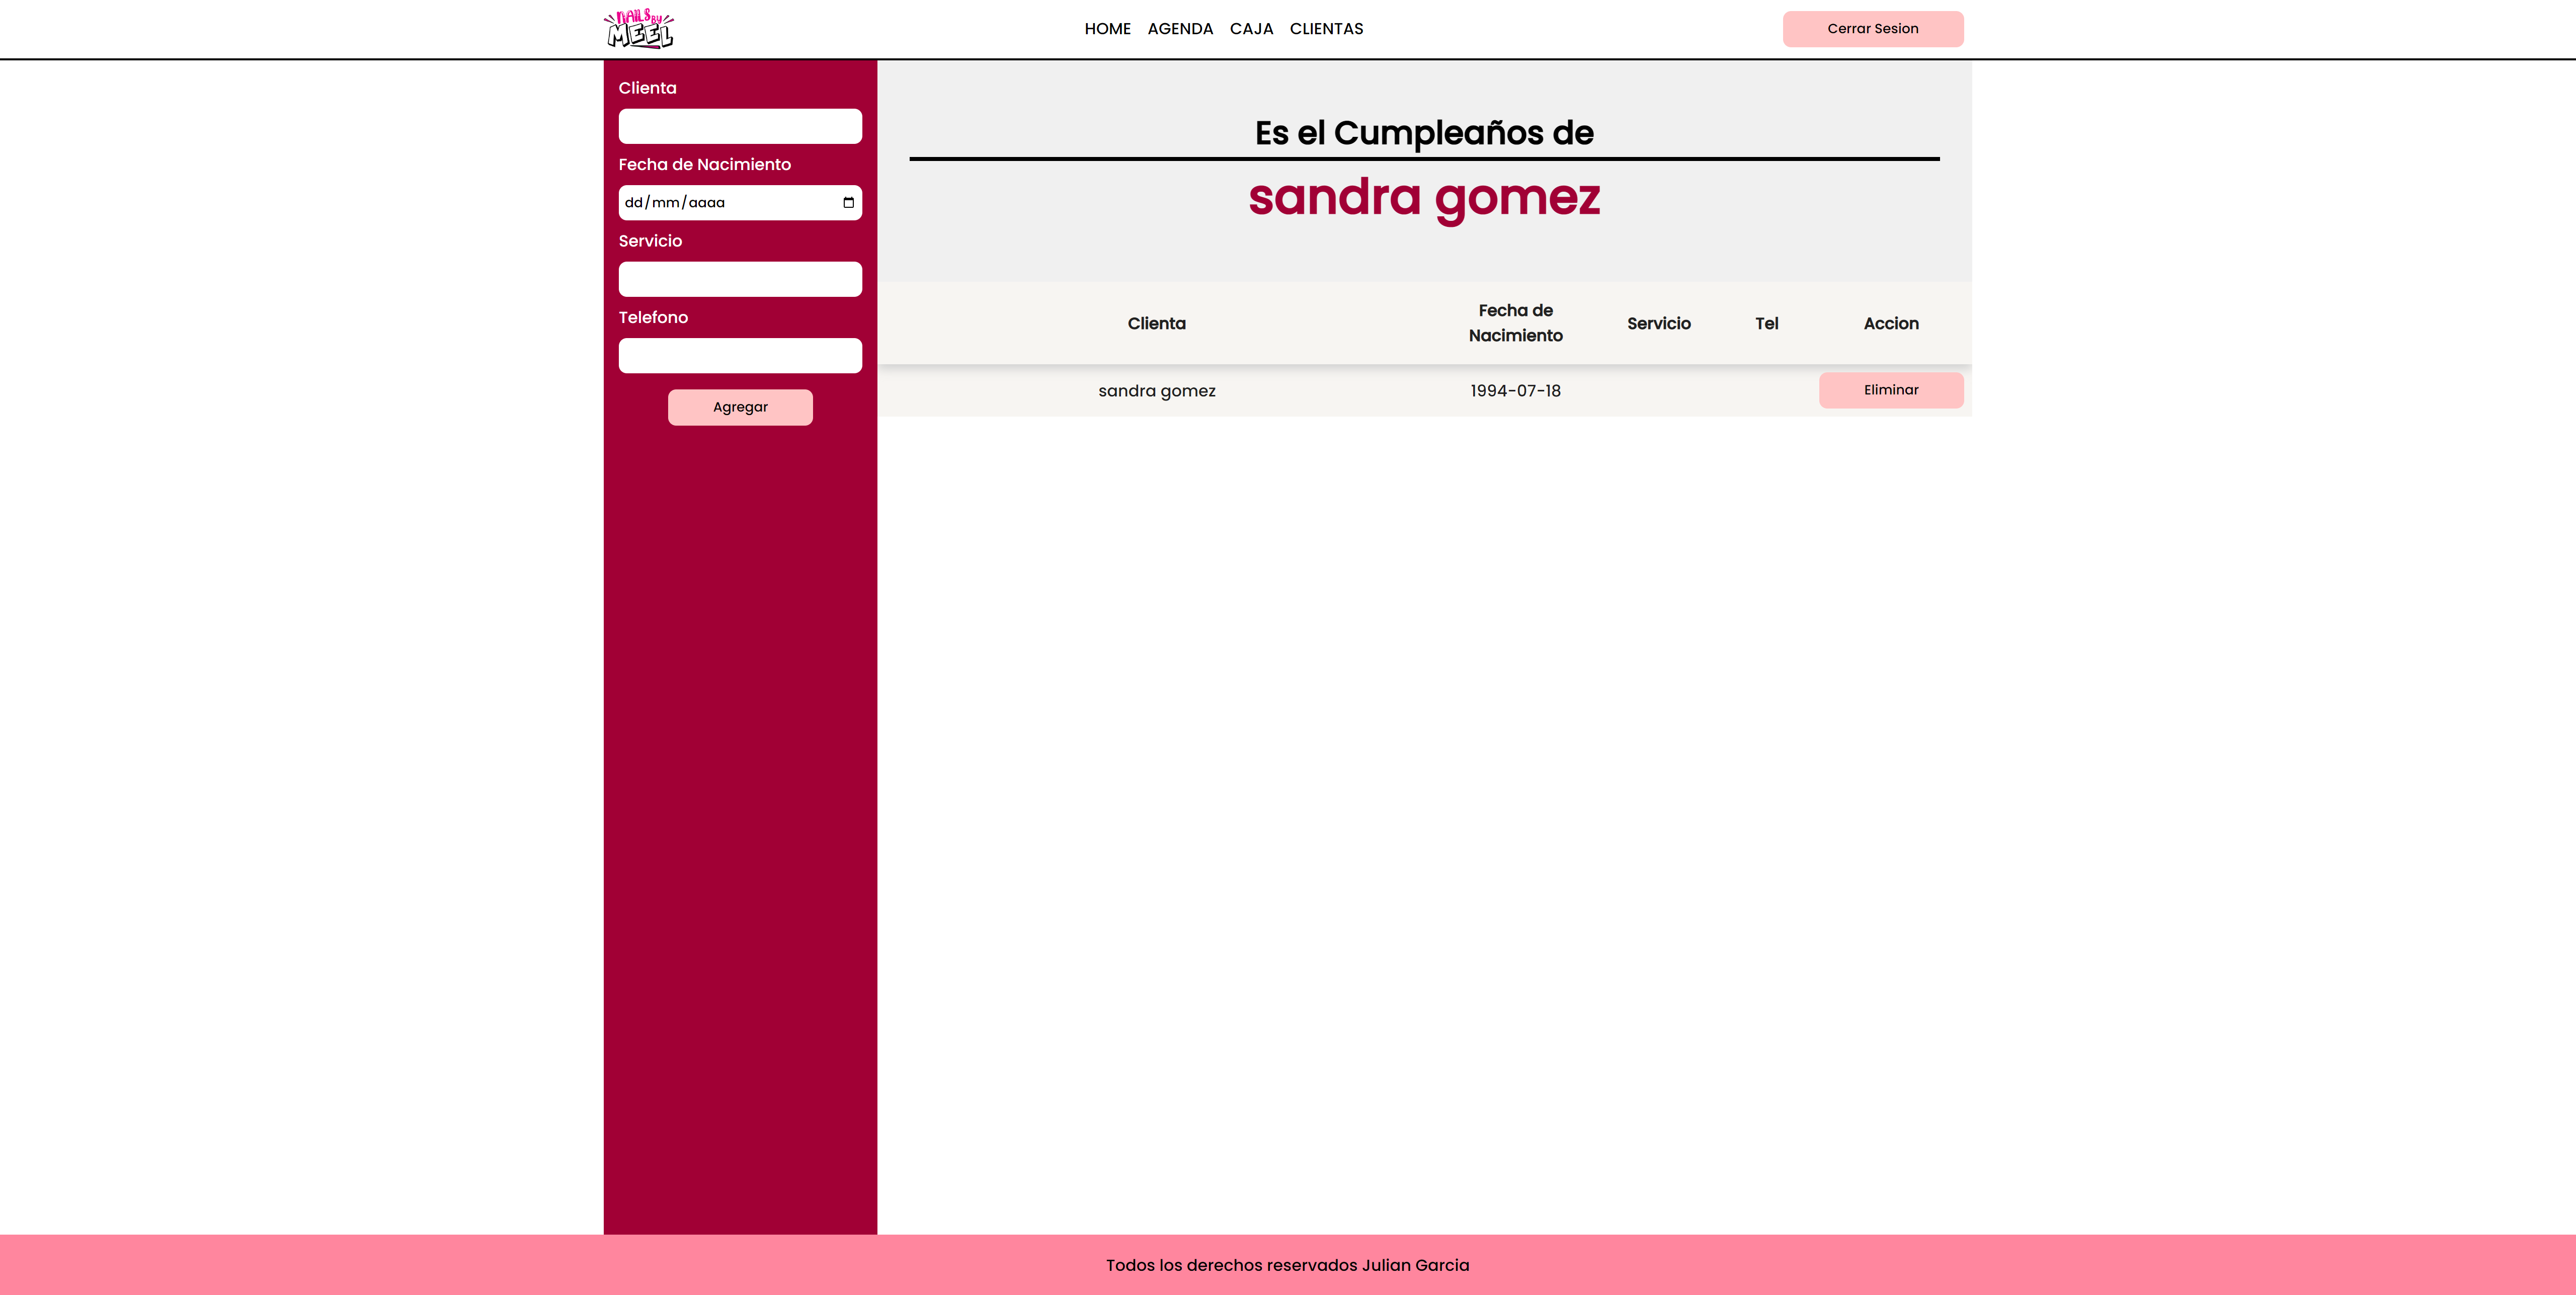 NAILS BY
MEEL
HOME AGENDA CAJA CLIENTAS
Cerrar Sesion
Clienta
Fecha de Nacimiento
dd/mm/aaaa
Servicio
Telefono
Agregar
Es el Cumpleaños de
sandra gomez
Clienta Fecha de Nacimiento Servicio Tel Accion
sandra gomez 1994-07-18 Eliminar
Todos los derechos reservados Julian Garcia